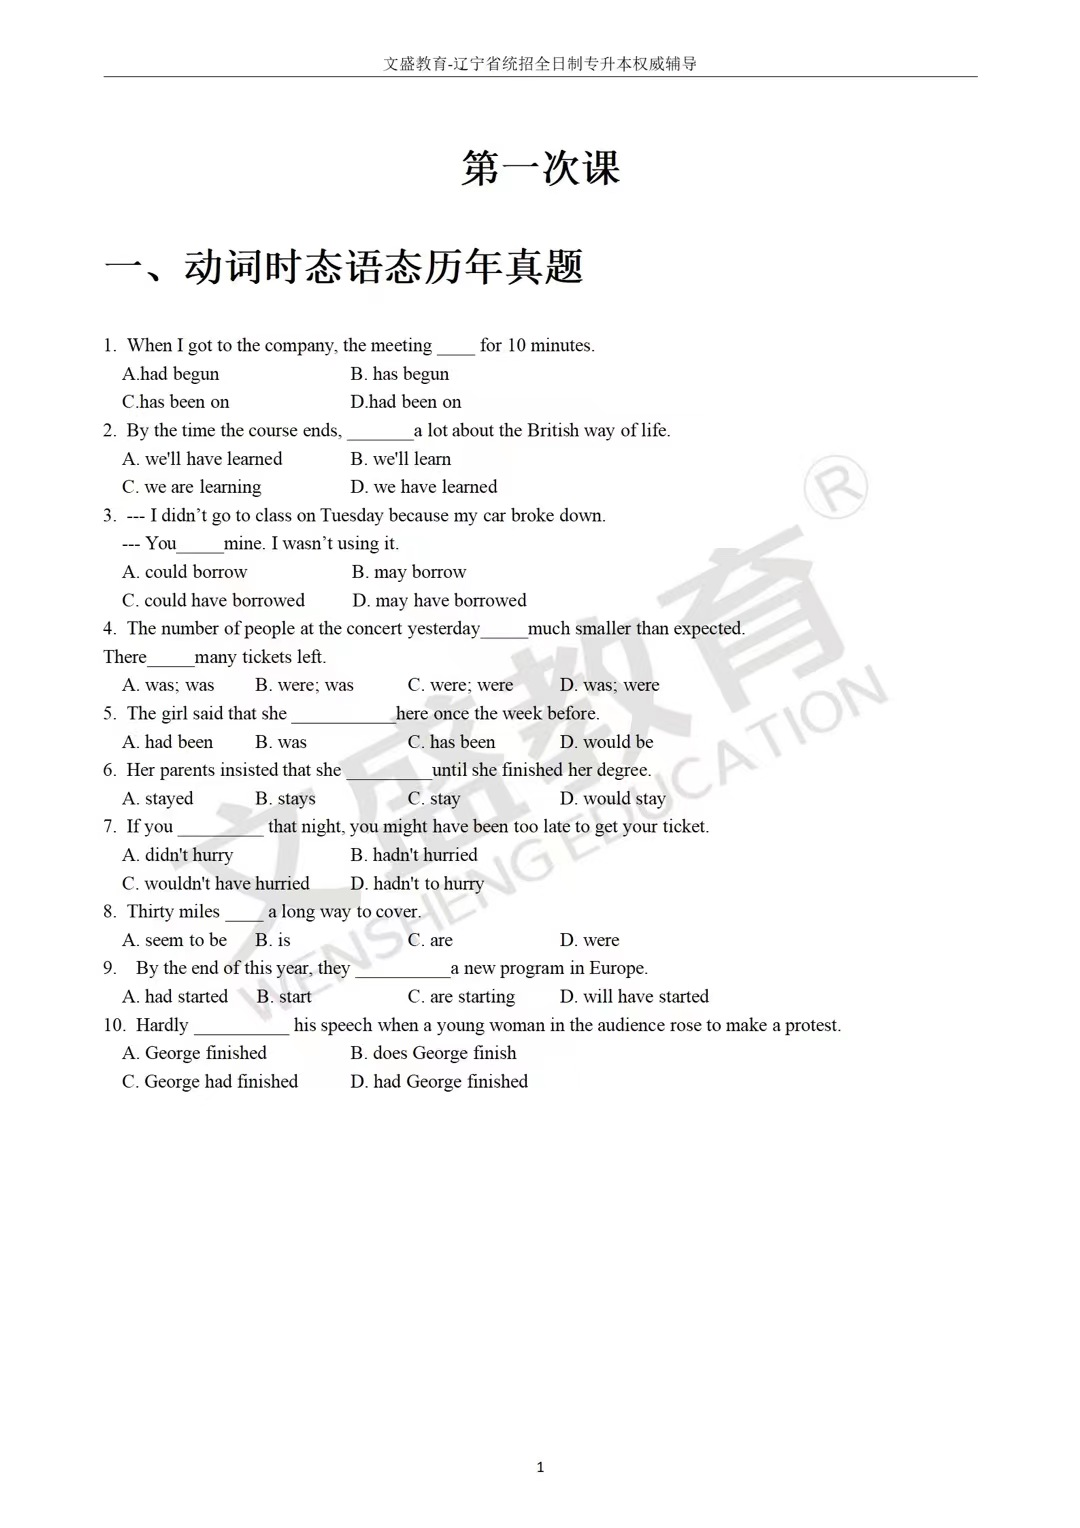 文盛教育-辽宁省统招全日制专升本权威辅导
第一次课
一、动词时态语态历年真题
1. When I got to the company, the meeting ____ for 10 minutes.
A.had begun B. has begun
C.has been on D.had been on
2. By the time the course ends, _______a lot about the British way of life.
A. we'll have learned B. we'll learn
C. we are learning D. we have learned
3. --- I didn’t go to class on Tuesday because my car broke down.
--- You_____mine. I wasn’t using it.
A. could borrow B. may borrow
C. could have borrowed D. may have borrowed
4. The number of people at the concert yesterday_____much smaller than expected.
There_____many tickets left.
A. was; was B. were; was C. were; were D. was; were
5. The girl said that she ___________here once the week before.
A. had been B. was C. has been D. would be
6. Her parents insisted that she _________until she finished her degree.
A. stayed B. stays C. stay D. would stay
7. If you _________ that night, you might have been too late to get your ticket.
A. didn't hurry B. hadn't hurried
C. wouldn't have hurried D. hadn't to hurry
8. Thirty miles ____ a long way to cover.
A. seem to be B. is C. are D. were
9. By the end of this year, they __________a new program in Europe.
A. had started B. start C. are starting D. will have started
10. Hardly __________ his speech when a young woman in the audience rose to make a protest.
A. George finished B. does George finish
C. George had finished D. had George finished
文盛教育®
WENSHENG EDUCATION
1